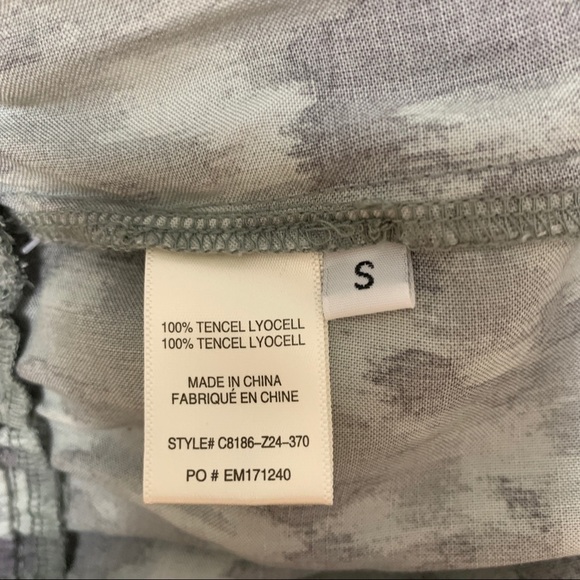 S
100% TENCEL LYOCELL
100% TENCEL LYOCELL
MADE IN CHINA
FABRIQUÉ EN CHINE
STYLE# C8186–Z24–370
PO # EM171240